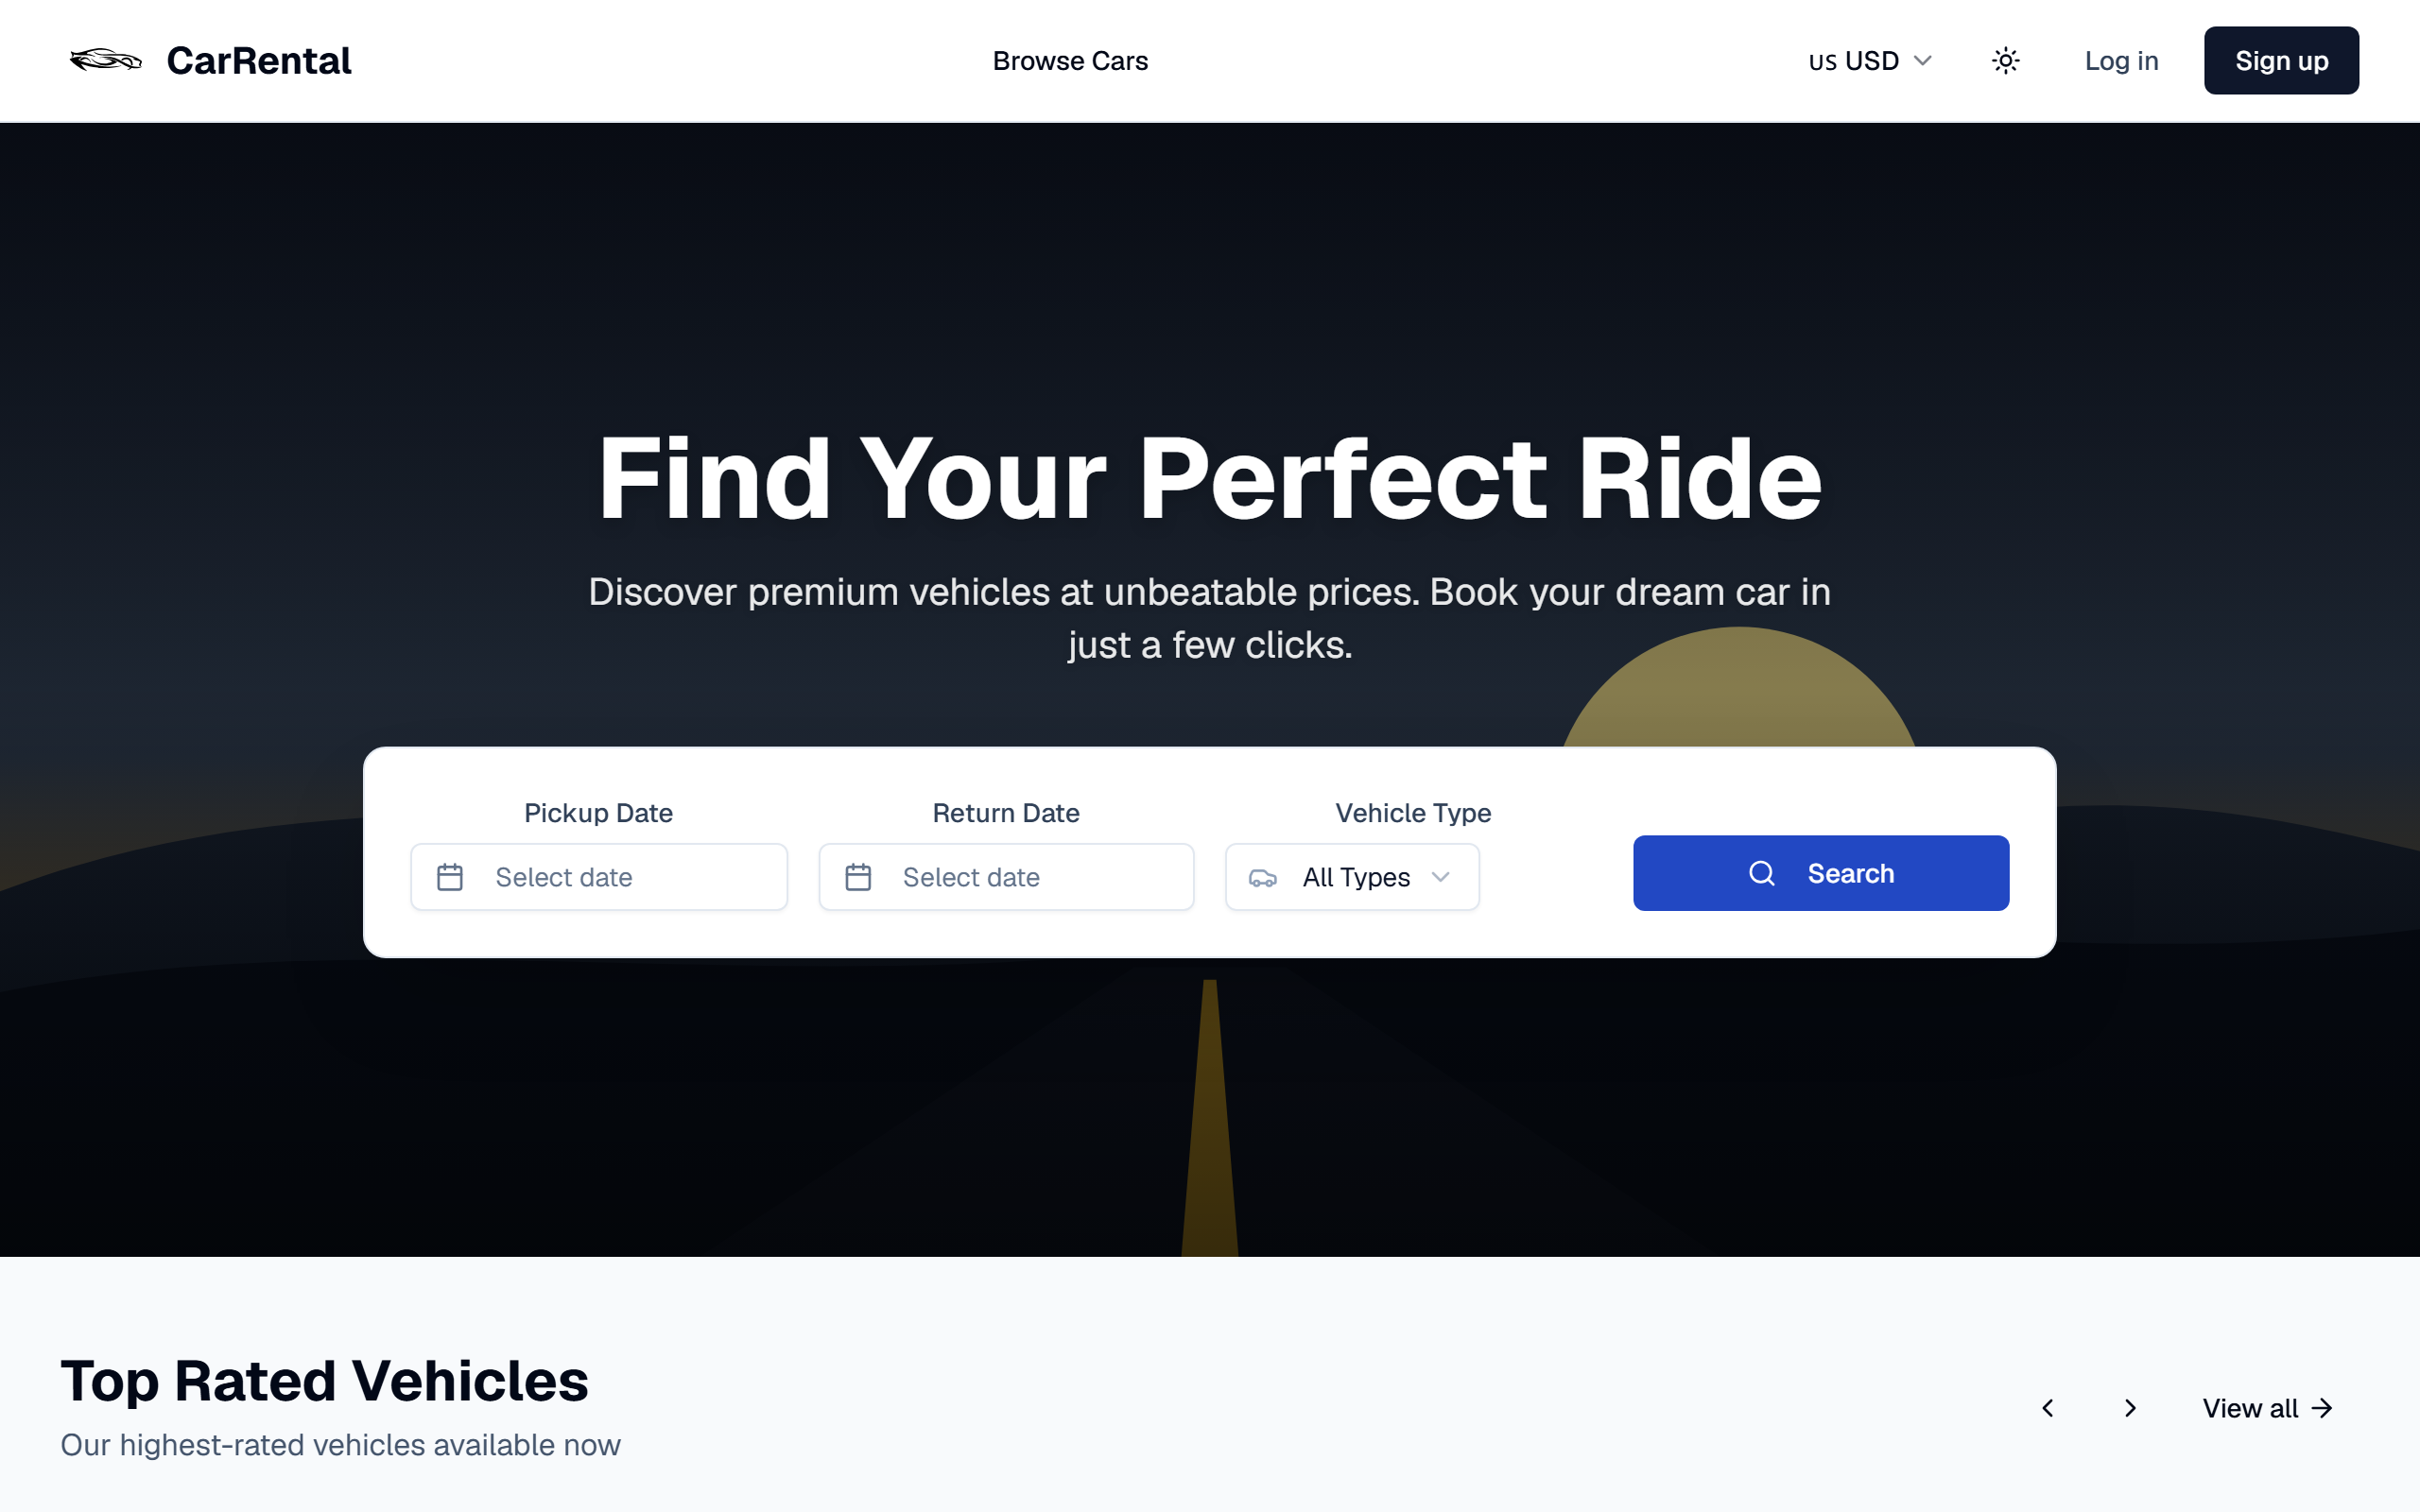 CarRental
Browse Cars
US USD
Log in
Sign up
Find Your Perfect Ride
Discover premium vehicles at unbeatable prices. Book your dream car in
just a few clicks.
Pickup Date
Return Date
Vehicle Type
Select date
Select date
All Types
Search
Top Rated Vehicles
Our highest-rated vehicles available now
View all